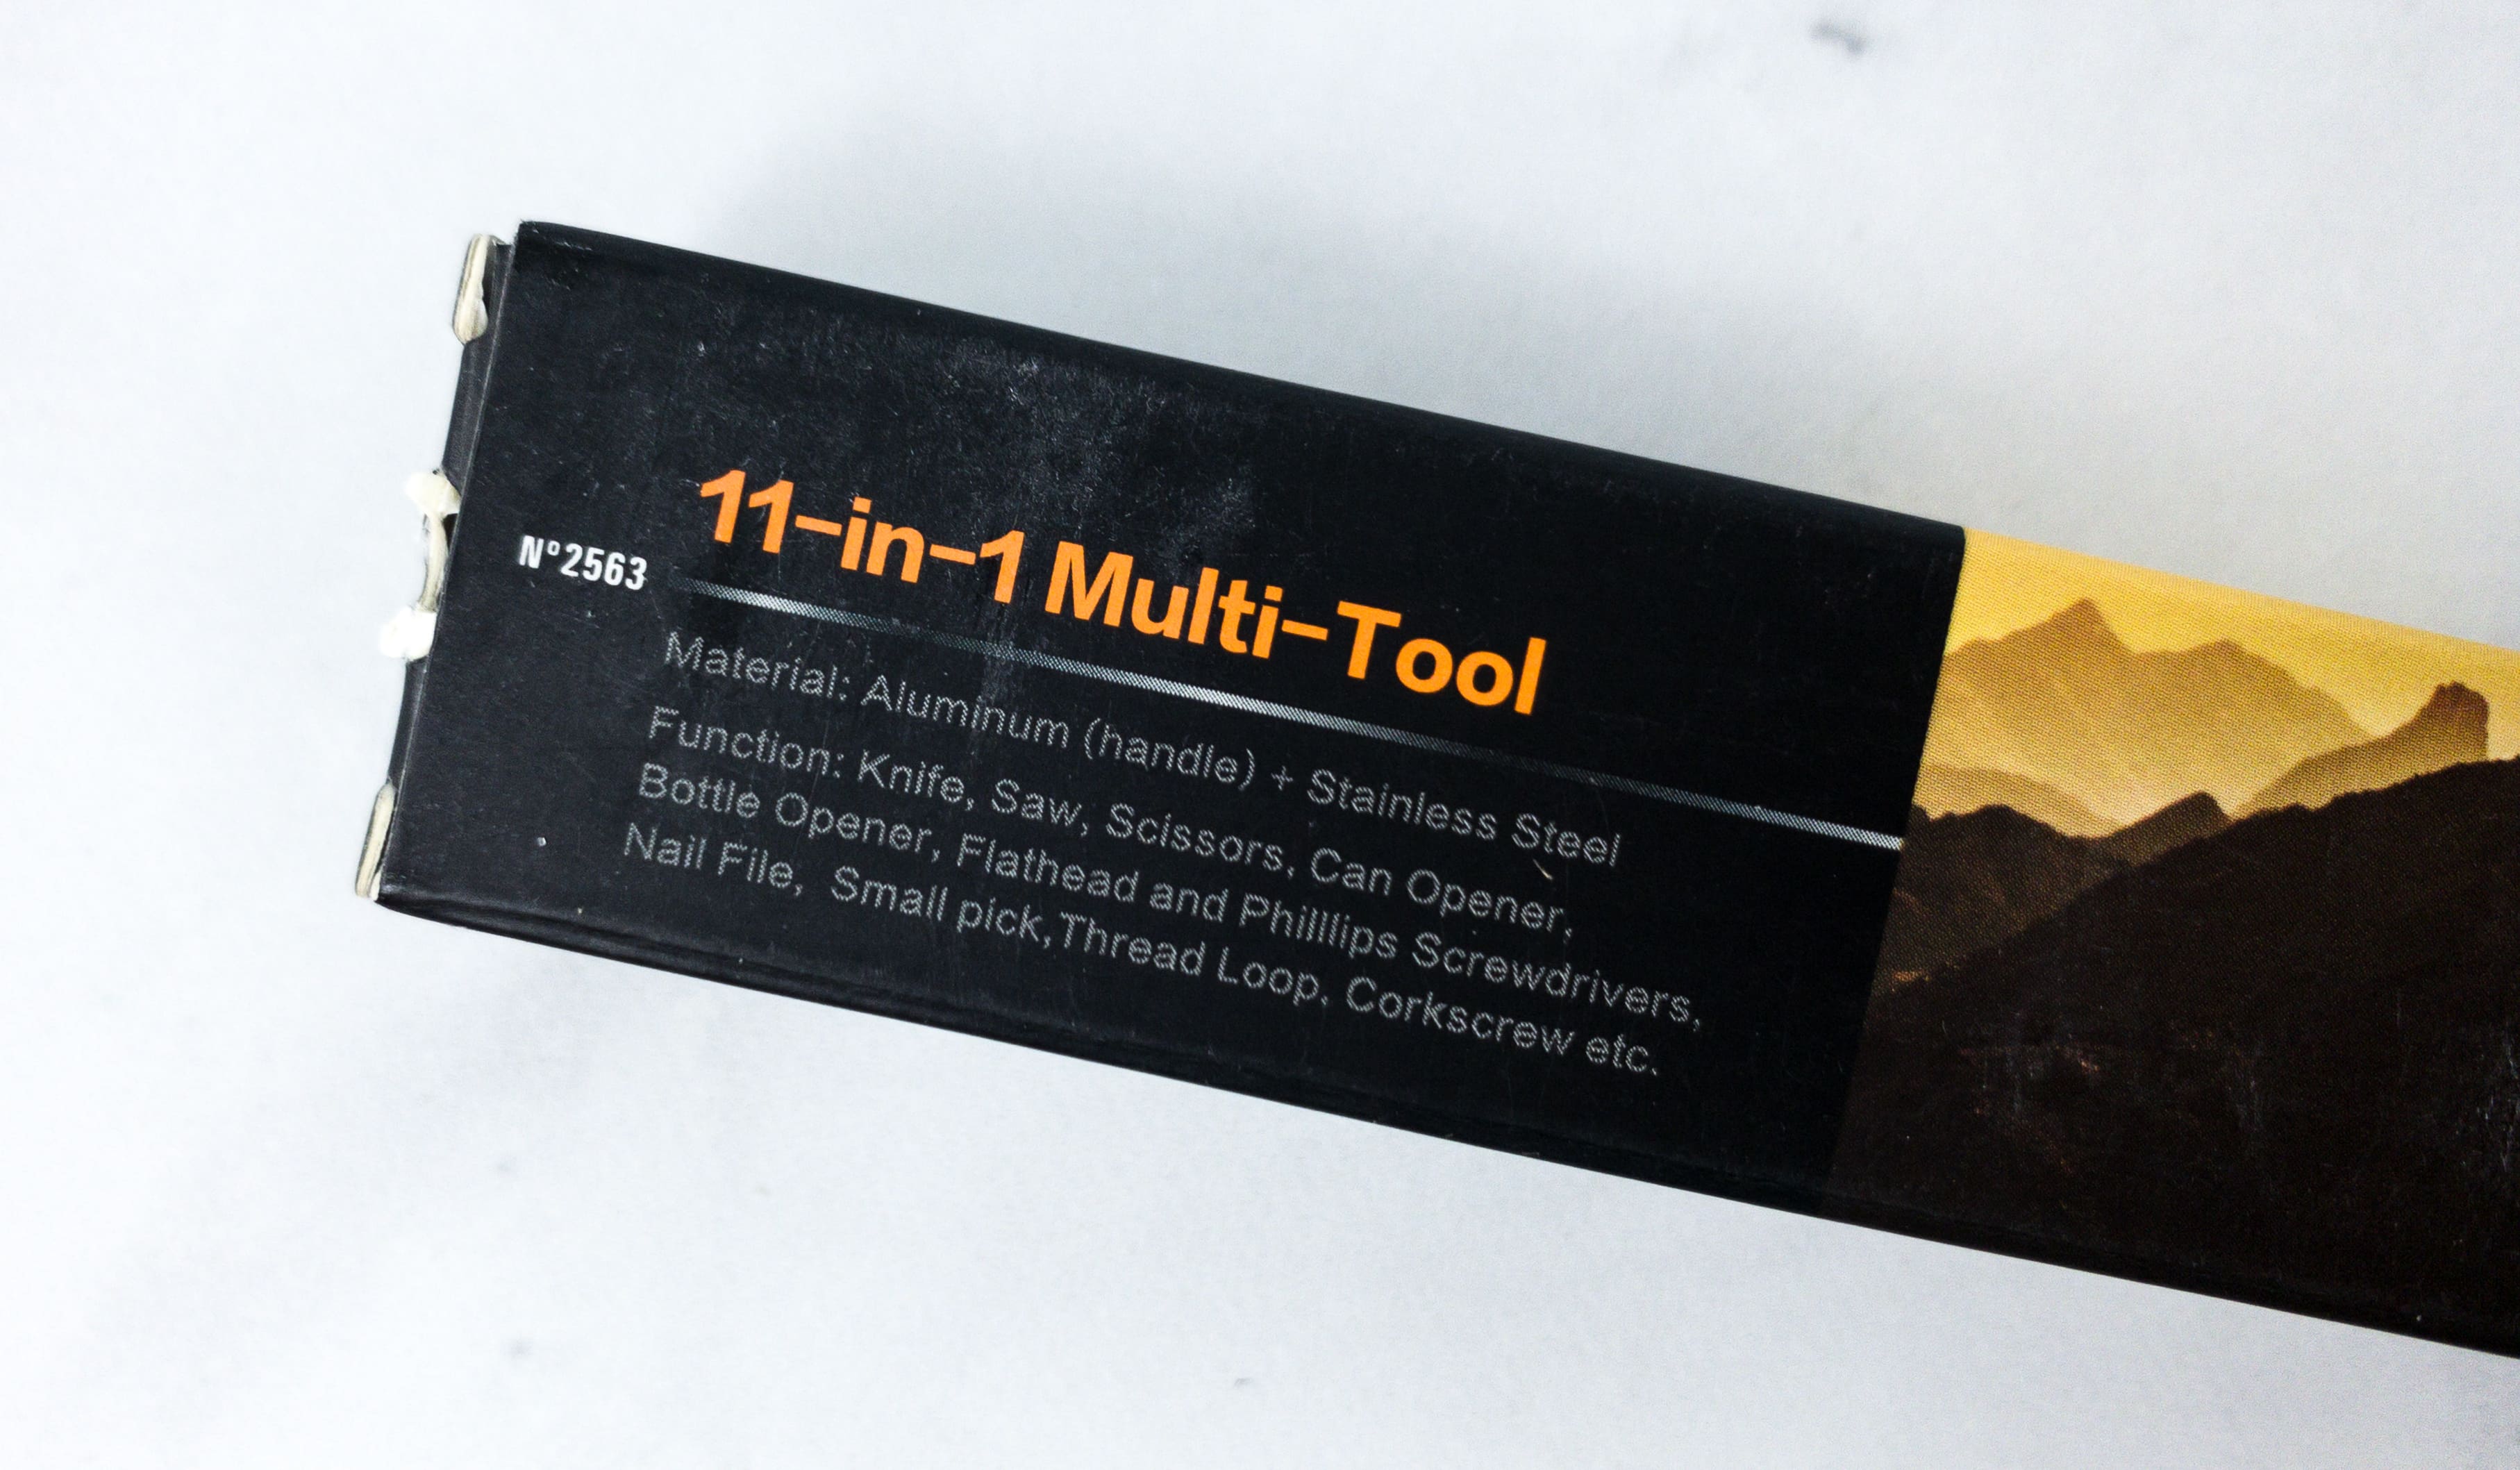 11-in-1 Multi-Tool
Nº2563
Material: Aluminum (handle) + Stainless Steel
Function: Knife, Saw, Scissors, Can Opener,
Bottle Opener, Flathead and Philllips Screwdrivers,
Nail File, Small pick,Thread Loop, Corkscrew etc.